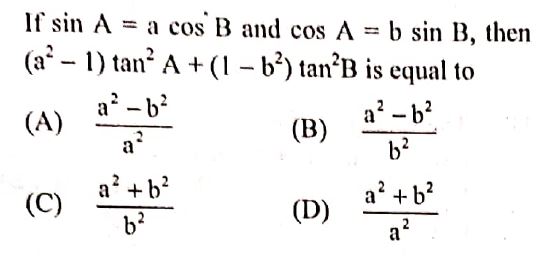 If sin A = a cos B and cos A = b sin B, then
(a² – 1) tan² A + (1 – b²) tan²B is equal to
(A) (a² – b²)/a² (B) (a² – b²)/b²
(C) (a² + b²)/b² (D) (a² + b²)/a²